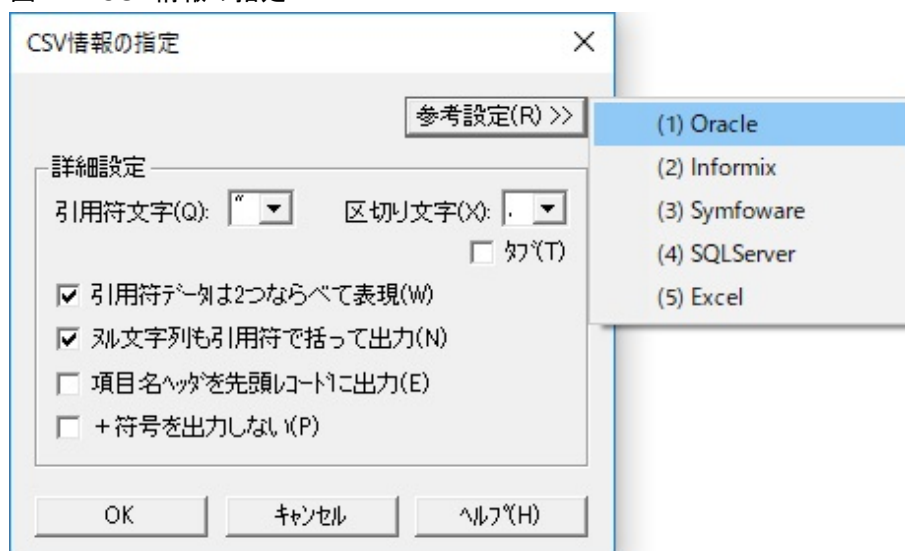 CSV情報の指定
参考設定(R) >>
(1) Oracle
(2) Informix
(3) Symfoware
(4) SQLServer
(5) Excel
詳細設定
引用符文字(Q): " 区切り文字(X): .
ﾀﾌﾞ(T)
引用符ﾃﾞｰﾀは2つならべて表現(W)
ﾇﾙ文字列も引用符で括って出力(N)
項目名ﾍｯﾀﾞを先頭ﾚｺｰﾄﾞに出力(E)
+符号を出力しない(P)
OK ｷｬﾝｾﾙ ﾍﾙﾌﾟ(H)